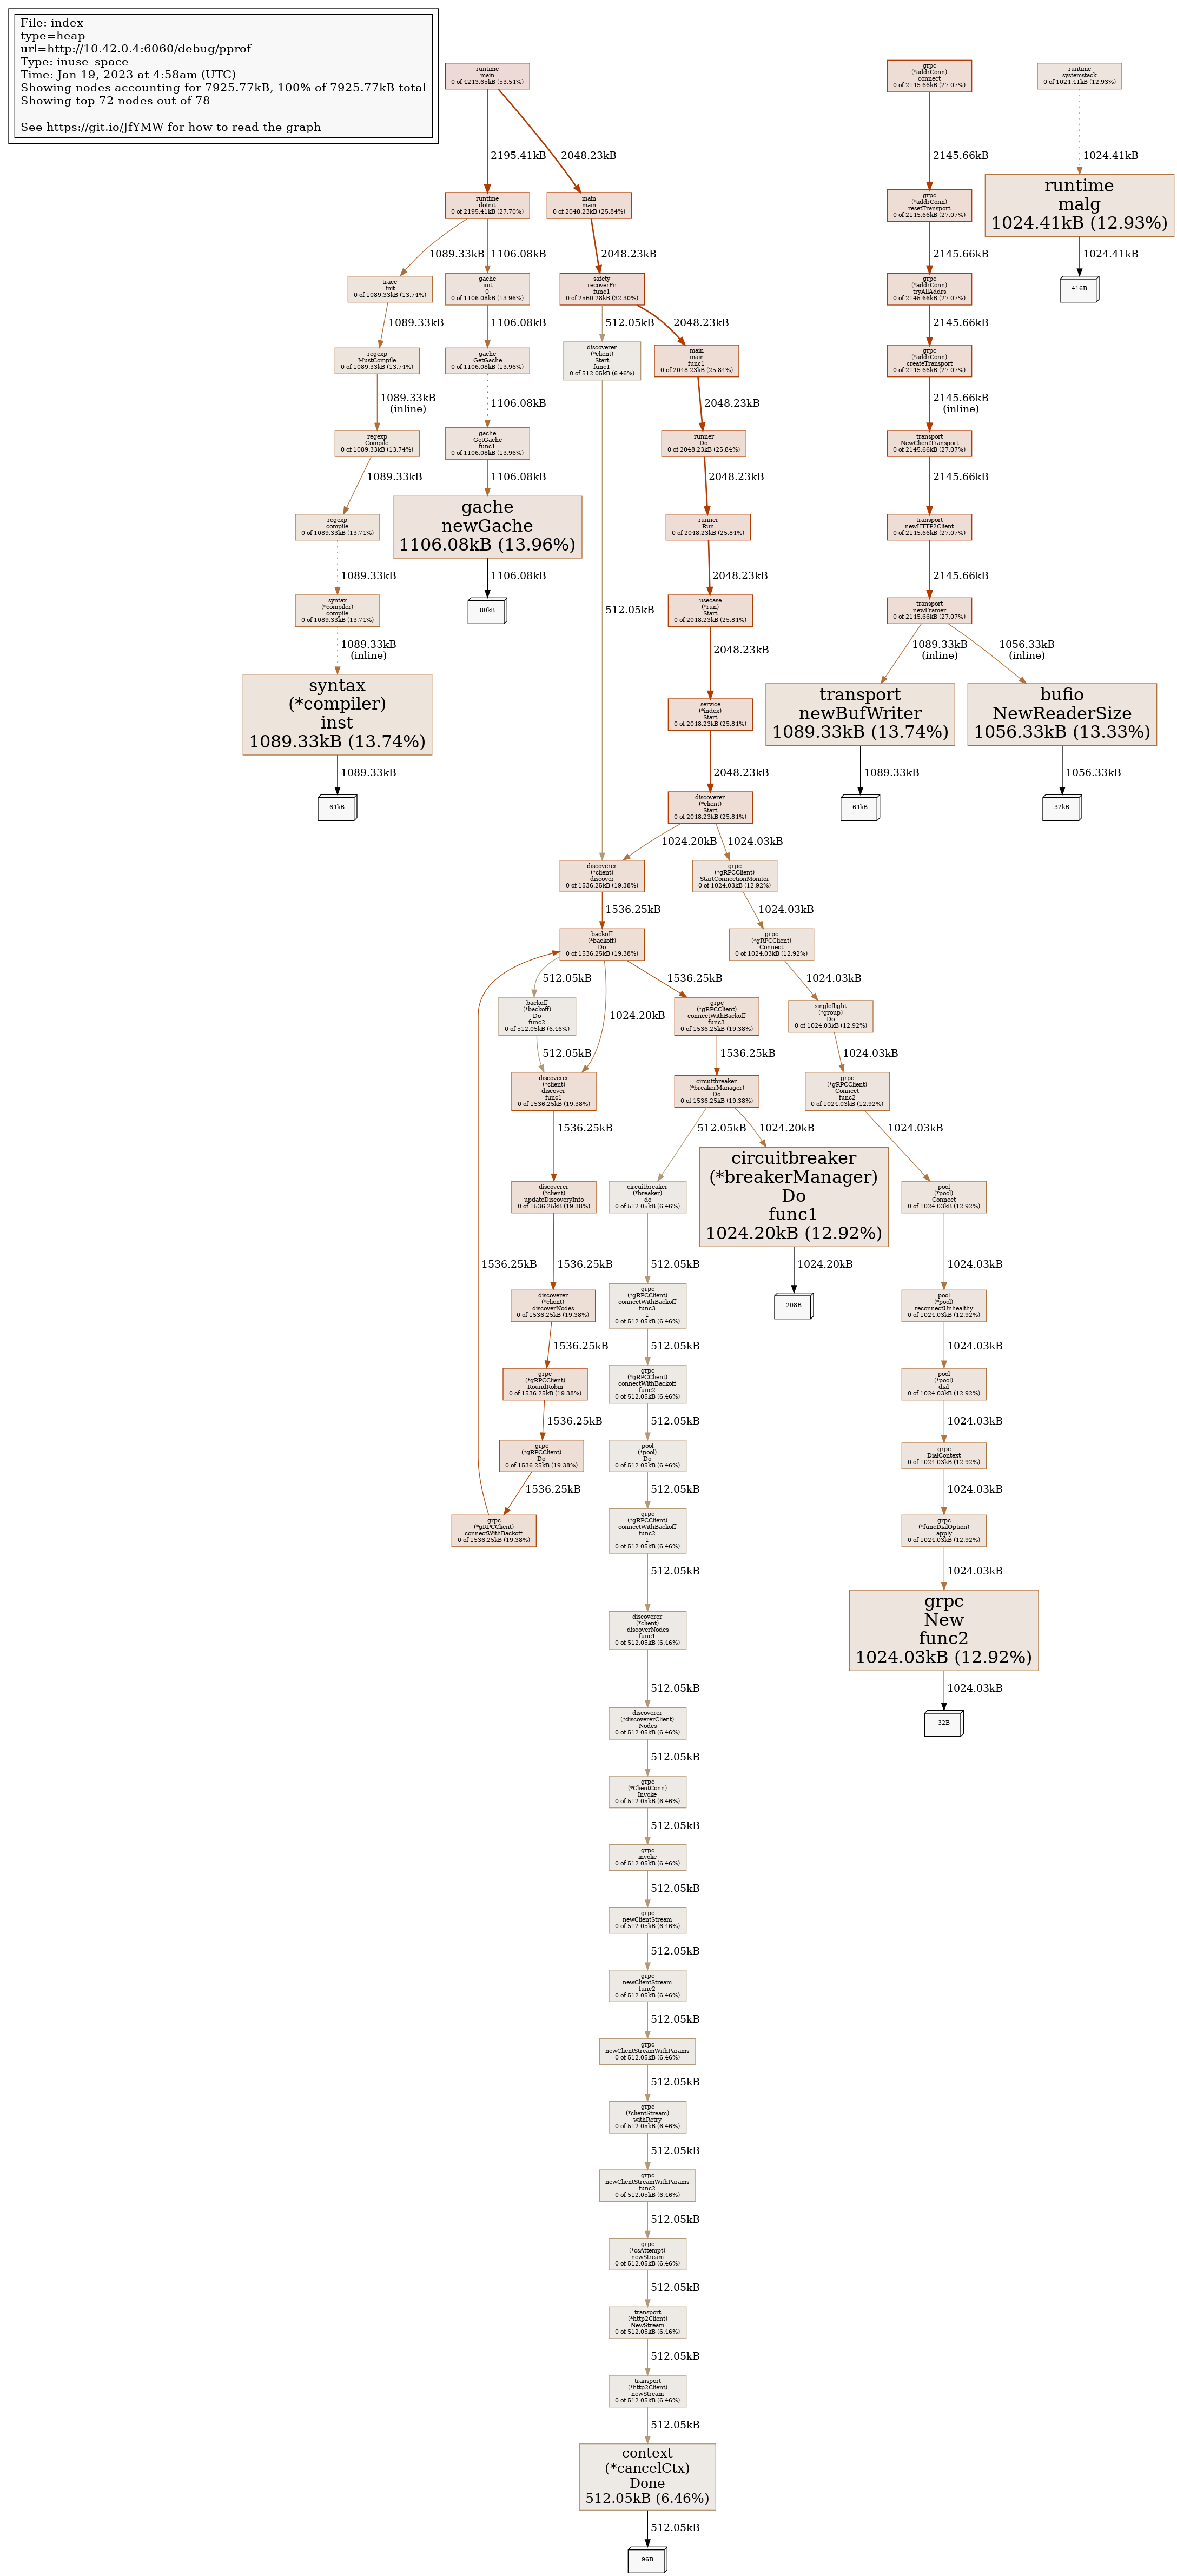 File: index
type=heap
url=http://10.42.0.4:6060/debug/pprof
Type: inuse_space
Time: Jan 19, 2023 at 4:58am (UTC)
Showing nodes accounting for 7925.77kB, 100% of 7925.77kB total
Showing top 72 nodes out of 78
See https://git.io/JfYMW for how to read the graph
runtime
main
0 of 4243.65kB (53.54%)
grpc
(*addrConn)
connect
0 of 2145.66kB (27.07%)
runtime
systemstack
0 of 1024.41kB (12.93%)
2195.41kB
2048.23kB
2145.66kB
1024.41kB
runtime
doInit
0 of 2195.41kB (27.70%)
main
main
0 of 2048.23kB (25.84%)
grpc
(*addrConn)
resetTransport
0 of 2145.66kB (27.07%)
runtime
malg
1024.41kB (12.93%)
1089.33kB
1106.08kB
2048.23kB
2145.66kB
1024.41kB
trace
init
0 of 1089.33kB (13.74%)
gache
init
0
0 of 1106.08kB (13.96%)
safety
recoverFn
func1
0 of 2560.28kB (32.30%)
grpc
(*addrConn)
tryAllAddrs
0 of 2145.66kB (27.07%)
416B
1089.33kB
1106.08kB
512.05kB
2048.23kB
2145.66kB
regexp
MustCompile
0 of 1089.33kB (13.74%)
gache
GetGache
0 of 1106.08kB (13.96%)
discoverer
(*client)
Start
func1
0 of 512.05kB (6.46%)
main
main
func1
0 of 2048.23kB (25.84%)
grpc
(*addrConn)
createTransport
0 of 2145.66kB (27.07%)
1089.33kB
(inline)
1106.08kB
2048.23kB
2145.66kB
(inline)
regexp
Compile
0 of 1089.33kB (13.74%)
gache
GetGache
func1
0 of 1106.08kB (13.96%)
runner
Do
0 of 2048.23kB (25.84%)
transport
NewClientTransport
0 of 2145.66kB (27.07%)
1089.33kB
1106.08kB
2048.23kB
2145.66kB
regexp
compile
0 of 1089.33kB (13.74%)
gache
newGache
1106.08kB (13.96%)
runner
Run
0 of 2048.23kB (25.84%)
transport
newHTTP2Client
0 of 2145.66kB (27.07%)
1089.33kB
1106.08kB
2048.23kB
2145.66kB
syntax
(*compiler)
compile
0 of 1089.33kB (13.74%)
80kB
512.05kB
usecase
(*run)
Start
0 of 2048.23kB (25.84%)
transport
newFramer
0 of 2145.66kB (27.07%)
1089.33kB
(inline)
2048.23kB
1089.33kB
(inline)
1056.33kB
(inline)
syntax
(*compiler)
inst
1089.33kB (13.74%)
service
(*index)
Start
0 of 2048.23kB (25.84%)
transport
newBufWriter
1089.33kB (13.74%)
bufio
NewReaderSize
1056.33kB (13.33%)
1089.33kB
2048.23kB
1089.33kB
1056.33kB
64kB
discoverer
(*client)
Start
0 of 2048.23kB (25.84%)
64kB
32kB
1024.20kB
1024.03kB
discoverer
(*client)
discover
0 of 1536.25kB (19.38%)
grpc
(*gRPCClient)
StartConnectionMonitor
0 of 1024.03kB (12.92%)
1536.25kB
1024.03kB
backoff
(*backoff)
Do
0 of 1536.25kB (19.38%)
grpc
(*gRPCClient)
Connect
0 of 1024.03kB (12.92%)
512.05kB
1536.25kB
1024.03kB
backoff
(*backoff)
Do
func2
0 of 512.05kB (6.46%)
1024.20kB
grpc
(*gRPCClient)
connectWithBackoff
func3
0 of 1536.25kB (19.38%)
singleflight
(*group)
Do
0 of 1024.03kB (12.92%)
512.05kB
1536.25kB
1024.03kB
discoverer
(*client)
discover
func1
0 of 1536.25kB (19.38%)
circuitbreaker
(*breakerManager)
Do
0 of 1536.25kB (19.38%)
grpc
(*gRPCClient)
Connect
func2
0 of 1024.03kB (12.92%)
1536.25kB
512.05kB
1024.20kB
1024.03kB
discoverer
(*client)
updateDiscoveryInfo
0 of 1536.25kB (19.38%)
circuitbreaker
(*breaker)
do
0 of 512.05kB (6.46%)
circuitbreaker
(*breakerManager)
Do
func1
1024.20kB (12.92%)
pool
(*pool)
Connect
0 of 1024.03kB (12.92%)
1536.25kB
1536.25kB
512.05kB
1024.20kB
1024.03kB
discoverer
(*client)
discoverNodes
0 of 1536.25kB (19.38%)
grpc
(*gRPCClient)
connectWithBackoff
func3
1
0 of 512.05kB (6.46%)
208B
pool
(*pool)
reconnectUnhealthy
0 of 1024.03kB (12.92%)
1536.25kB
512.05kB
1024.03kB
grpc
(*gRPCClient)
RoundRobin
0 of 1536.25kB (19.38%)
grpc
(*gRPCClient)
connectWithBackoff
func2
0 of 512.05kB (6.46%)
pool
(*pool)
dial
0 of 1024.03kB (12.92%)
1536.25kB
512.05kB
1024.03kB
grpc
(*gRPCClient)
Do
0 of 1536.25kB (19.38%)
pool
(*pool)
Do
0 of 512.05kB (6.46%)
grpc
DialContext
0 of 1024.03kB (12.92%)
1536.25kB
512.05kB
1024.03kB
grpc
(*gRPCClient)
connectWithBackoff
0 of 1536.25kB (19.38%)
grpc
(*gRPCClient)
connectWithBackoff
func2
1
0 of 512.05kB (6.46%)
grpc
(*funcDialOption)
apply
0 of 1024.03kB (12.92%)
512.05kB
1024.03kB
discoverer
(*client)
discoverNodes
func1
0 of 512.05kB (6.46%)
grpc
New
func2
1024.03kB (12.92%)
512.05kB
1024.03kB
discoverer
(*discovererClient)
Nodes
0 of 512.05kB (6.46%)
32B
512.05kB
grpc
(*ClientConn)
Invoke
0 of 512.05kB (6.46%)
512.05kB
grpc
invoke
0 of 512.05kB (6.46%)
512.05kB
grpc
newClientStream
0 of 512.05kB (6.46%)
512.05kB
grpc
newClientStream
func2
0 of 512.05kB (6.46%)
512.05kB
grpc
newClientStreamWithParams
0 of 512.05kB (6.46%)
512.05kB
grpc
(*clientStream)
withRetry
0 of 512.05kB (6.46%)
512.05kB
grpc
newClientStreamWithParams
func2
0 of 512.05kB (6.46%)
512.05kB
grpc
(*csAttempt)
newStream
0 of 512.05kB (6.46%)
512.05kB
transport
(*http2Client)
NewStream
0 of 512.05kB (6.46%)
512.05kB
transport
(*http2Client)
newStream
0 of 512.05kB (6.46%)
512.05kB
context
(*cancelCtx)
Done
512.05kB (6.46%)
512.05kB
96B